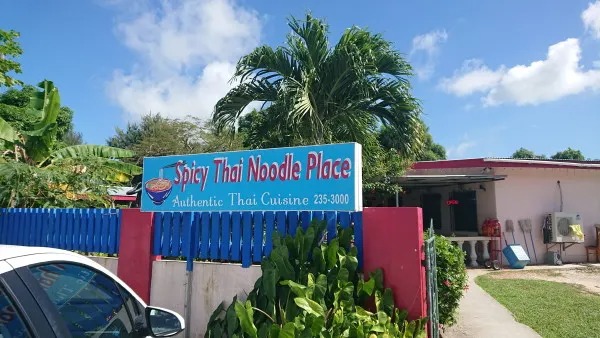 Spicy Thai Noodle Place
Authentic Thai Cuisine 235-3000